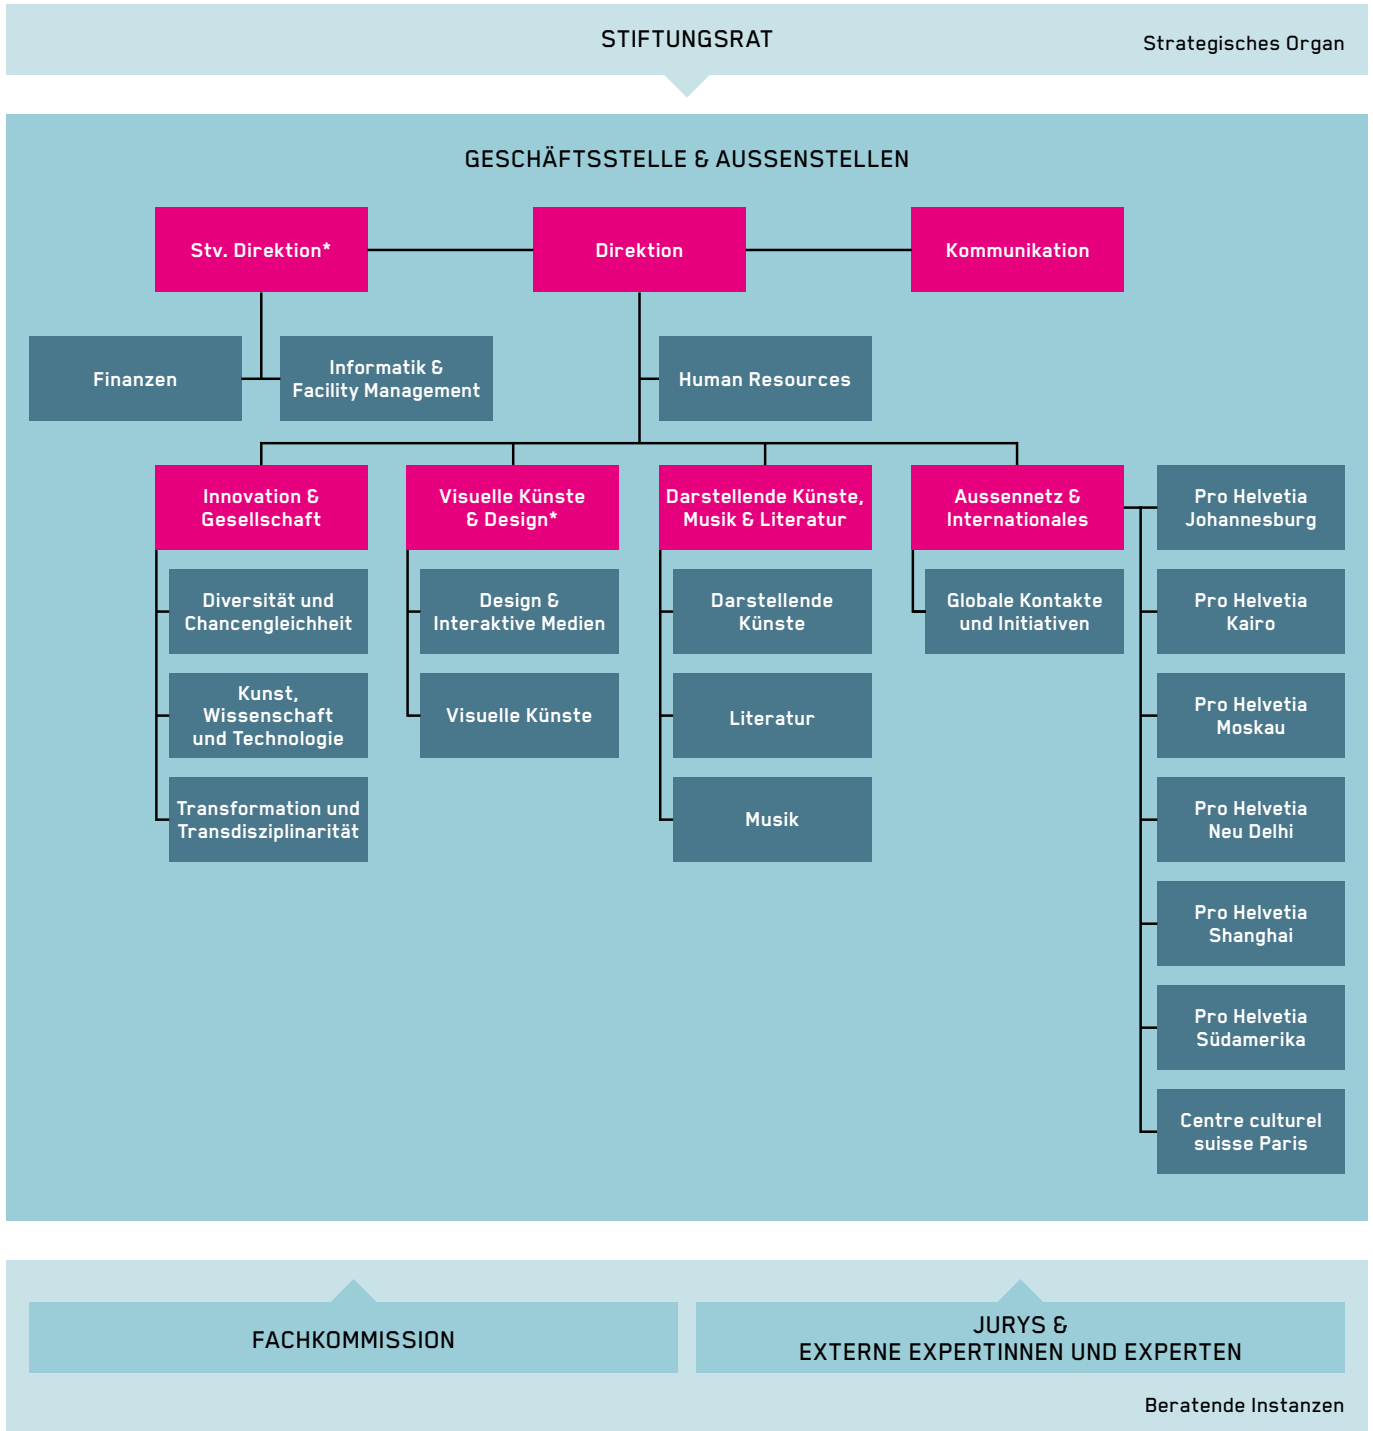 STIFTUNGSRAT
Strategisches Organ
GESCHÄFTSSTELLE & AUSSENSTELLEN
Stv. Direktion*
Direktion
Kommunikation
Finanzen
Informatik &
Facility Management
Human Resources
Innovation &
Gesellschaft
Visuelle Künste
& Design*
Darstellende Künste,
Musik & Literatur
Aussennetz &
Internationales
Pro Helvetia
Johannesburg
Diversität und
Chancengleichheit
Design &
Interaktive Medien
Darstellende
Künste
Globale Kontakte
und Initiativen
Pro Helvetia
Kairo
Kunst,
Wissenschaft
und Technologie
Visuelle Künste
Literatur
Pro Helvetia
Moskau
Transformation und
Transdisziplinarität
Musik
Pro Helvetia
Neu Delhi
Pro Helvetia
Shanghai
Pro Helvetia
Südamerika
Centre culturel
suisse Paris
FACHKOMMISSION
JURYS &
EXTERNE EXPERTINNEN UND EXPERTEN
Beratende Instanzen